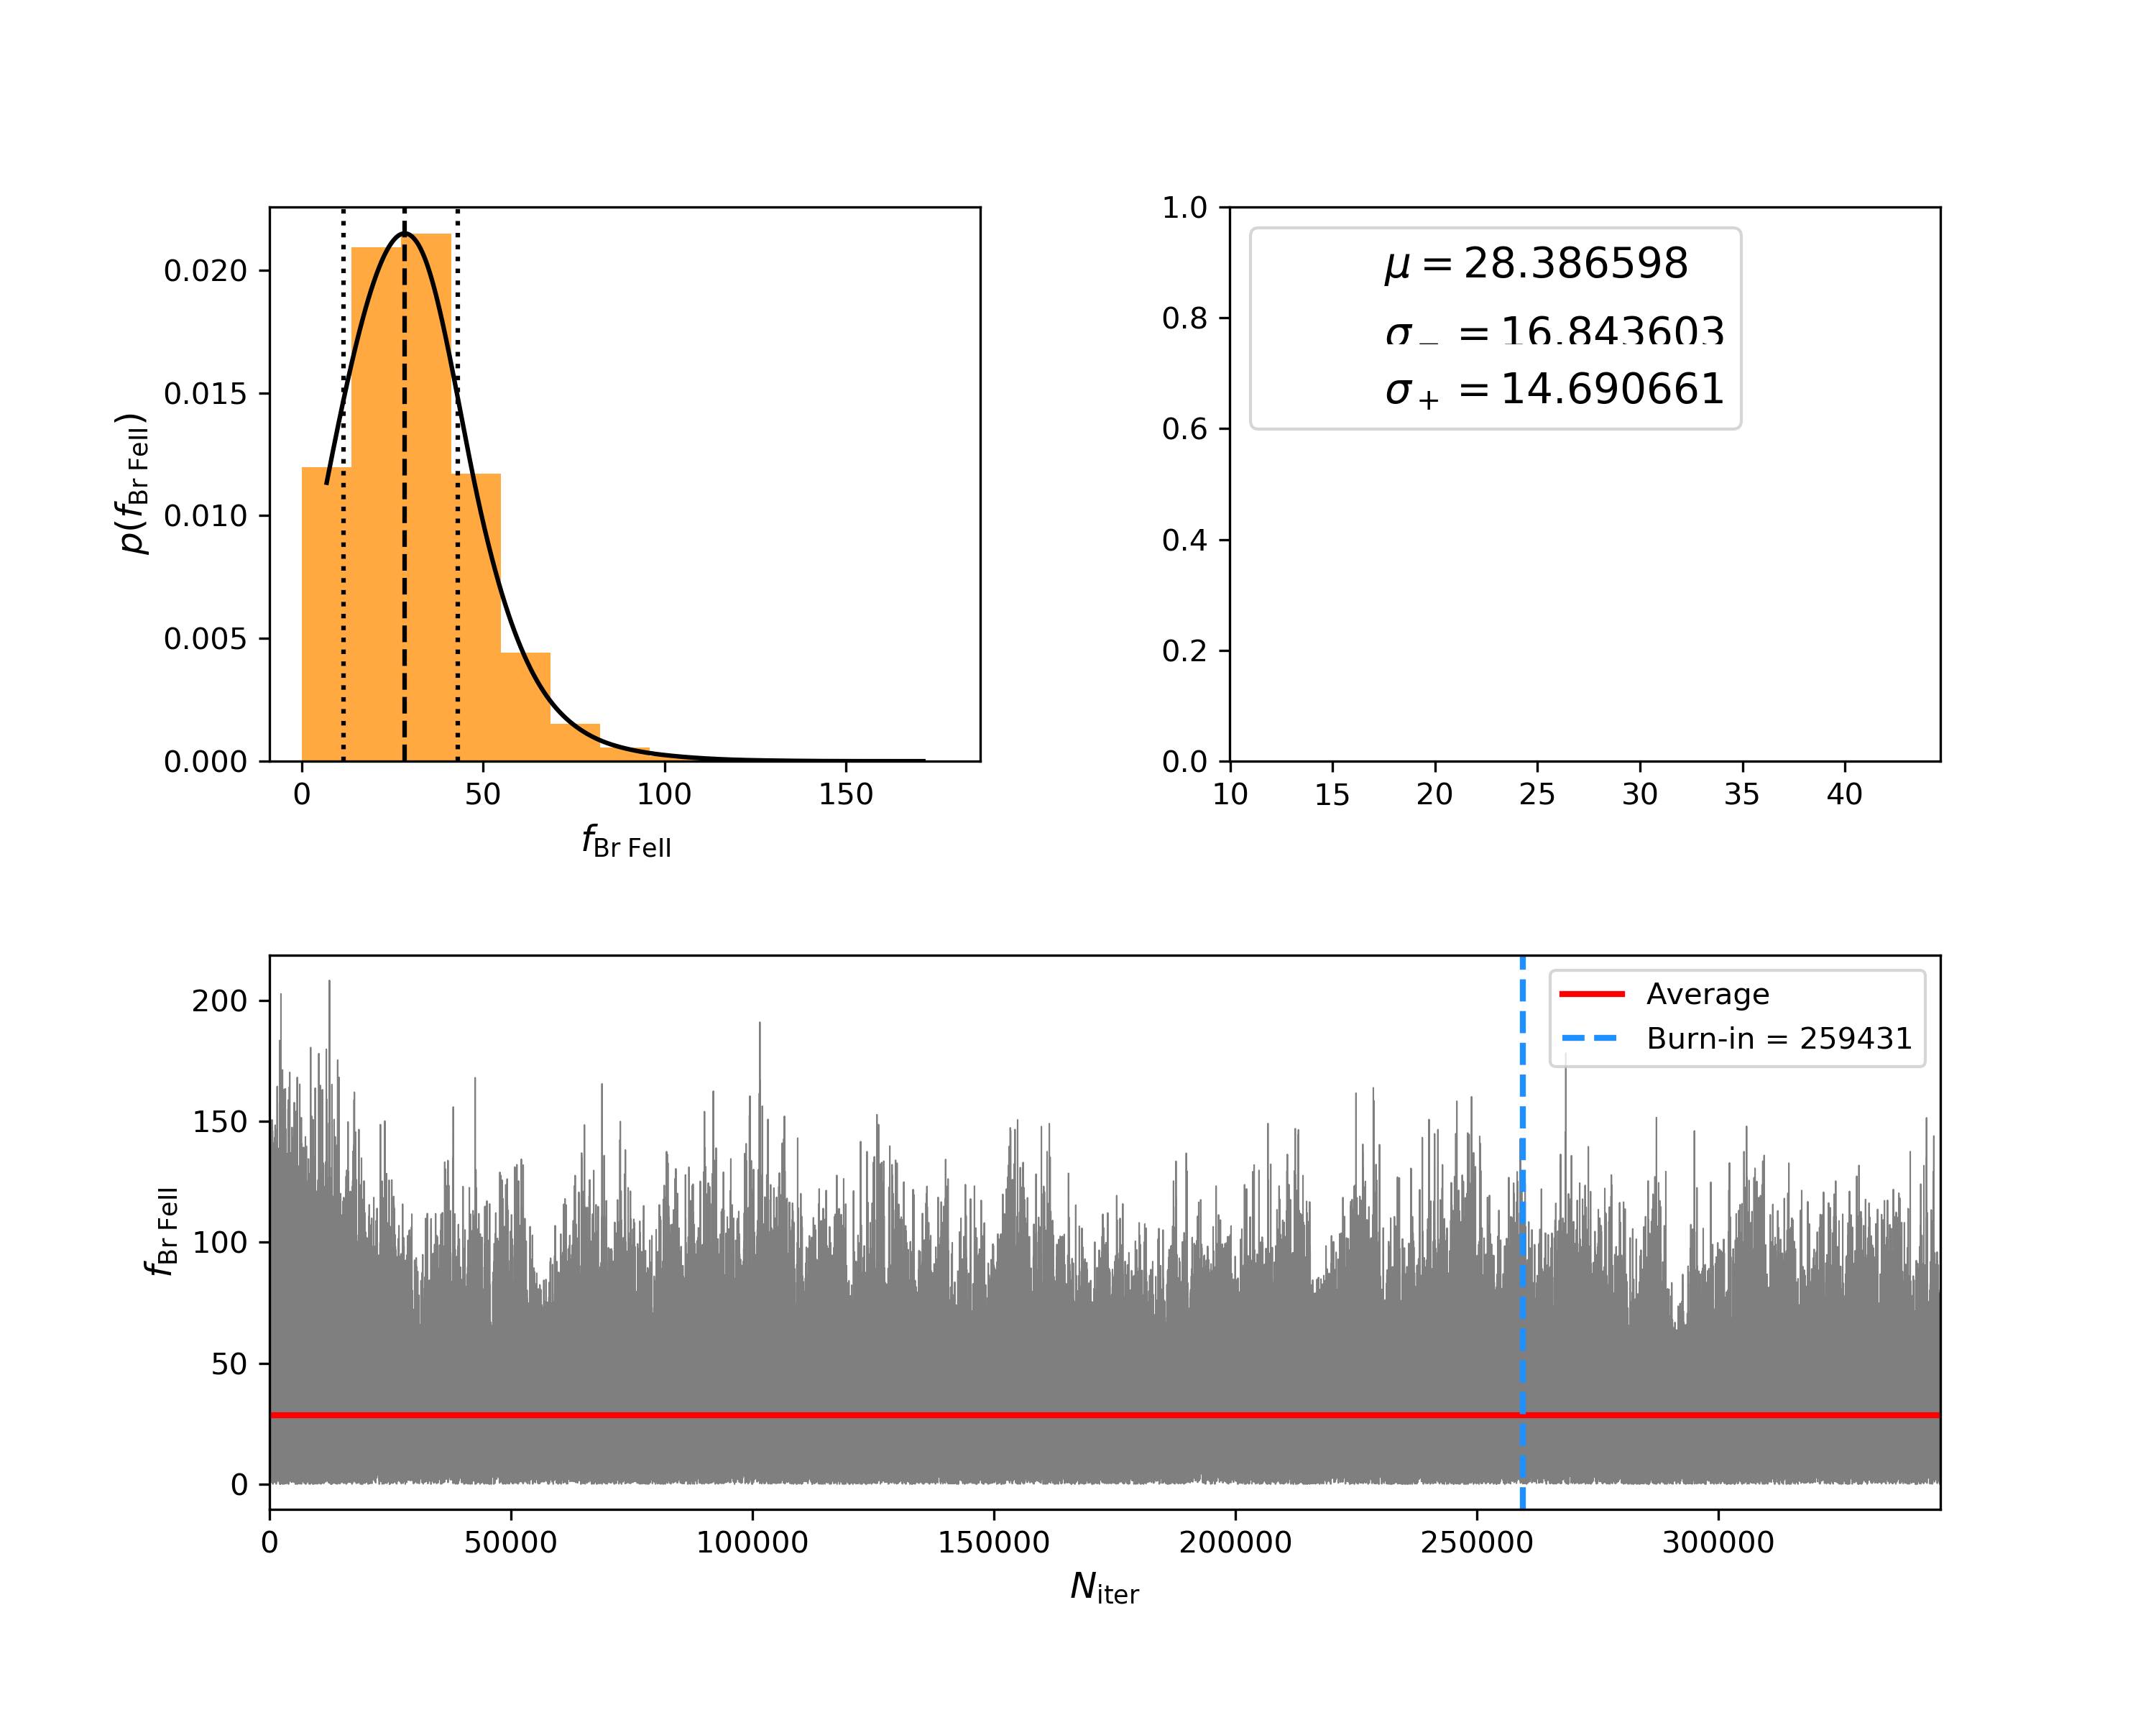 0.020
0.015
0.010
0.005
0.000
0 50 100 150
p(f_Br FeII)
f_Br FeII
1.0
0.8
0.6
0.4
0.2
0.0
10 15 20 25 30 35 40
μ = 28.386598
σ_− = 16.843603
σ_+ = 14.690661
200
150
100
50
0
f_Br FeII
Average
Burn-in = 259431
0 50000 100000 150000 200000 250000 300000
N_iter